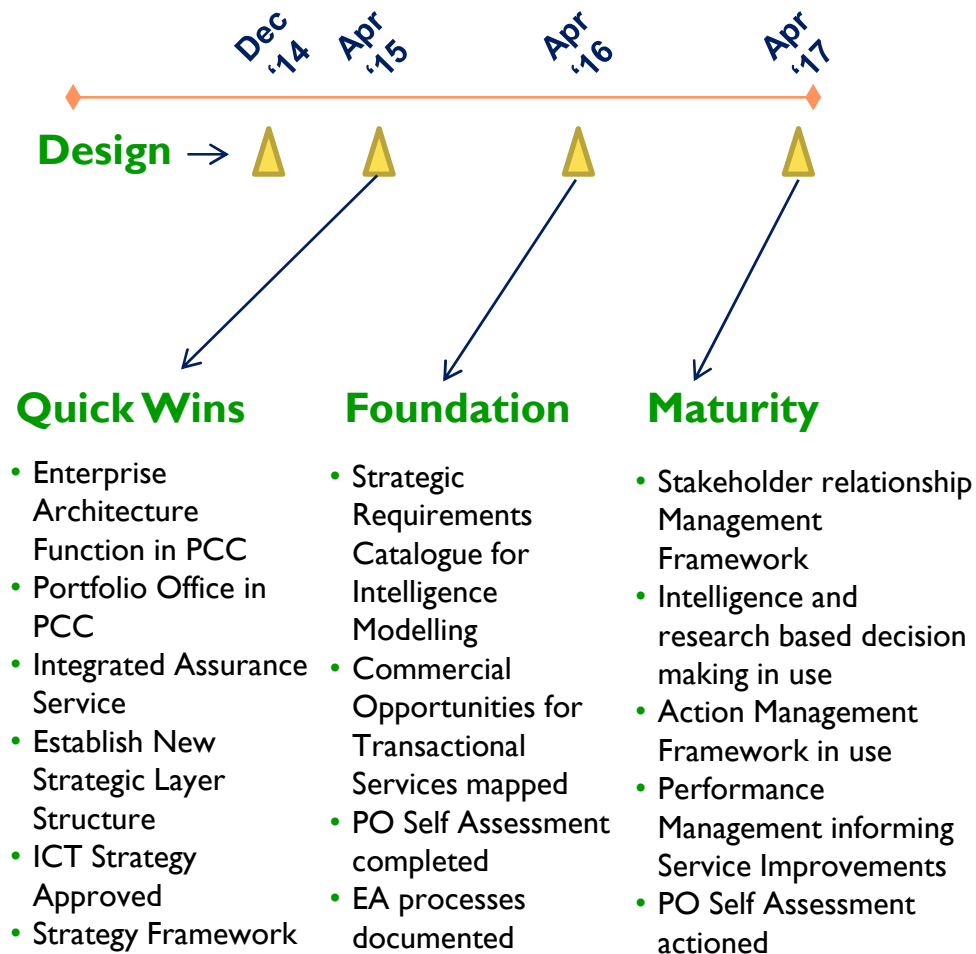 Dec ‘14
Apr ‘15
Apr ‘16
Apr ‘17
Design
Quick Wins
• Enterprise
Architecture
Function in PCC
• Portfolio Office in
PCC
• Integrated Assurance
Service
• Establish New
Strategic Layer
Structure
• ICT Strategy
Approved
• Strategy Framework
Foundation
• Strategic
Requirements
Catalogue for
Intelligence
Modelling
• Commercial
Opportunities for
Transactional
Services mapped
• PO Self Assessment
completed
• EA processes
documented
Maturity
• Stakeholder relationship
Management
Framework
• Intelligence and
research based decision
making in use
• Action Management
Framework in use
• Performance
Management informing
Service Improvements
• PO Self Assessment
actioned